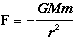 F = - GMm / r²